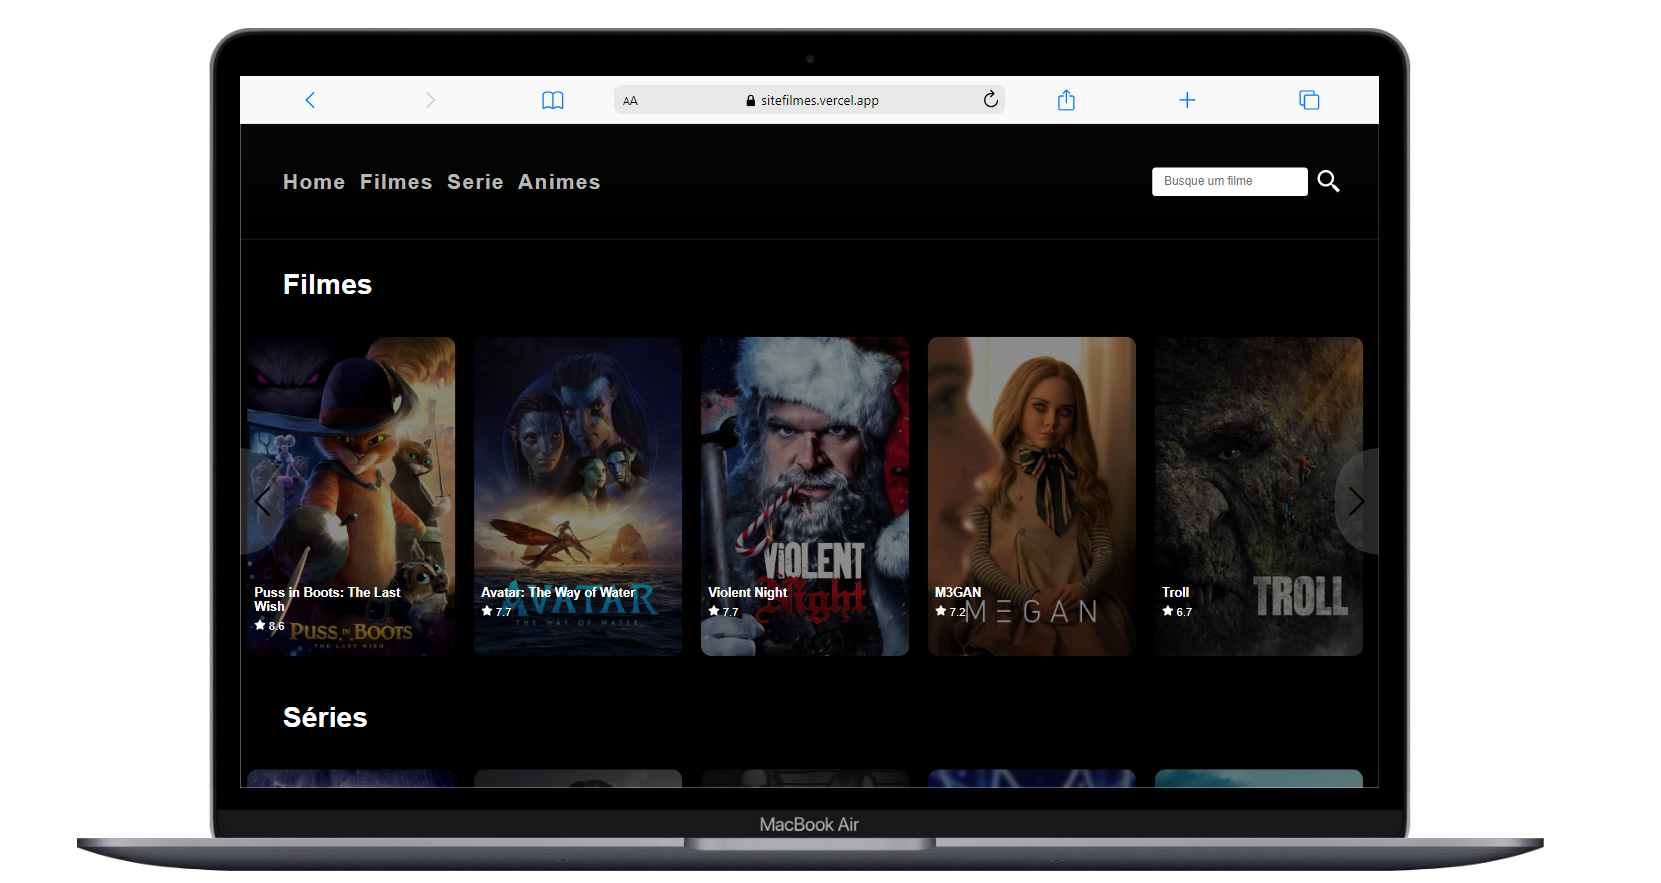 AA
sitefilmes.vercel.app
Home Filmes Serie Animes
Busque um filme
Filmes
Puss in Boots: The Last
Wish
8.6
PUSS IN BOOTS
THE LAST WISH
Avatar: The Way of Water
7.7
AVATAR
THE WAY OF WATER
Violent Night
7.7
VIOLENT
Night
M3GAN
7.2
M Ǝ G A N
Troll
6.7
TROLL
Séries
MacBook Air